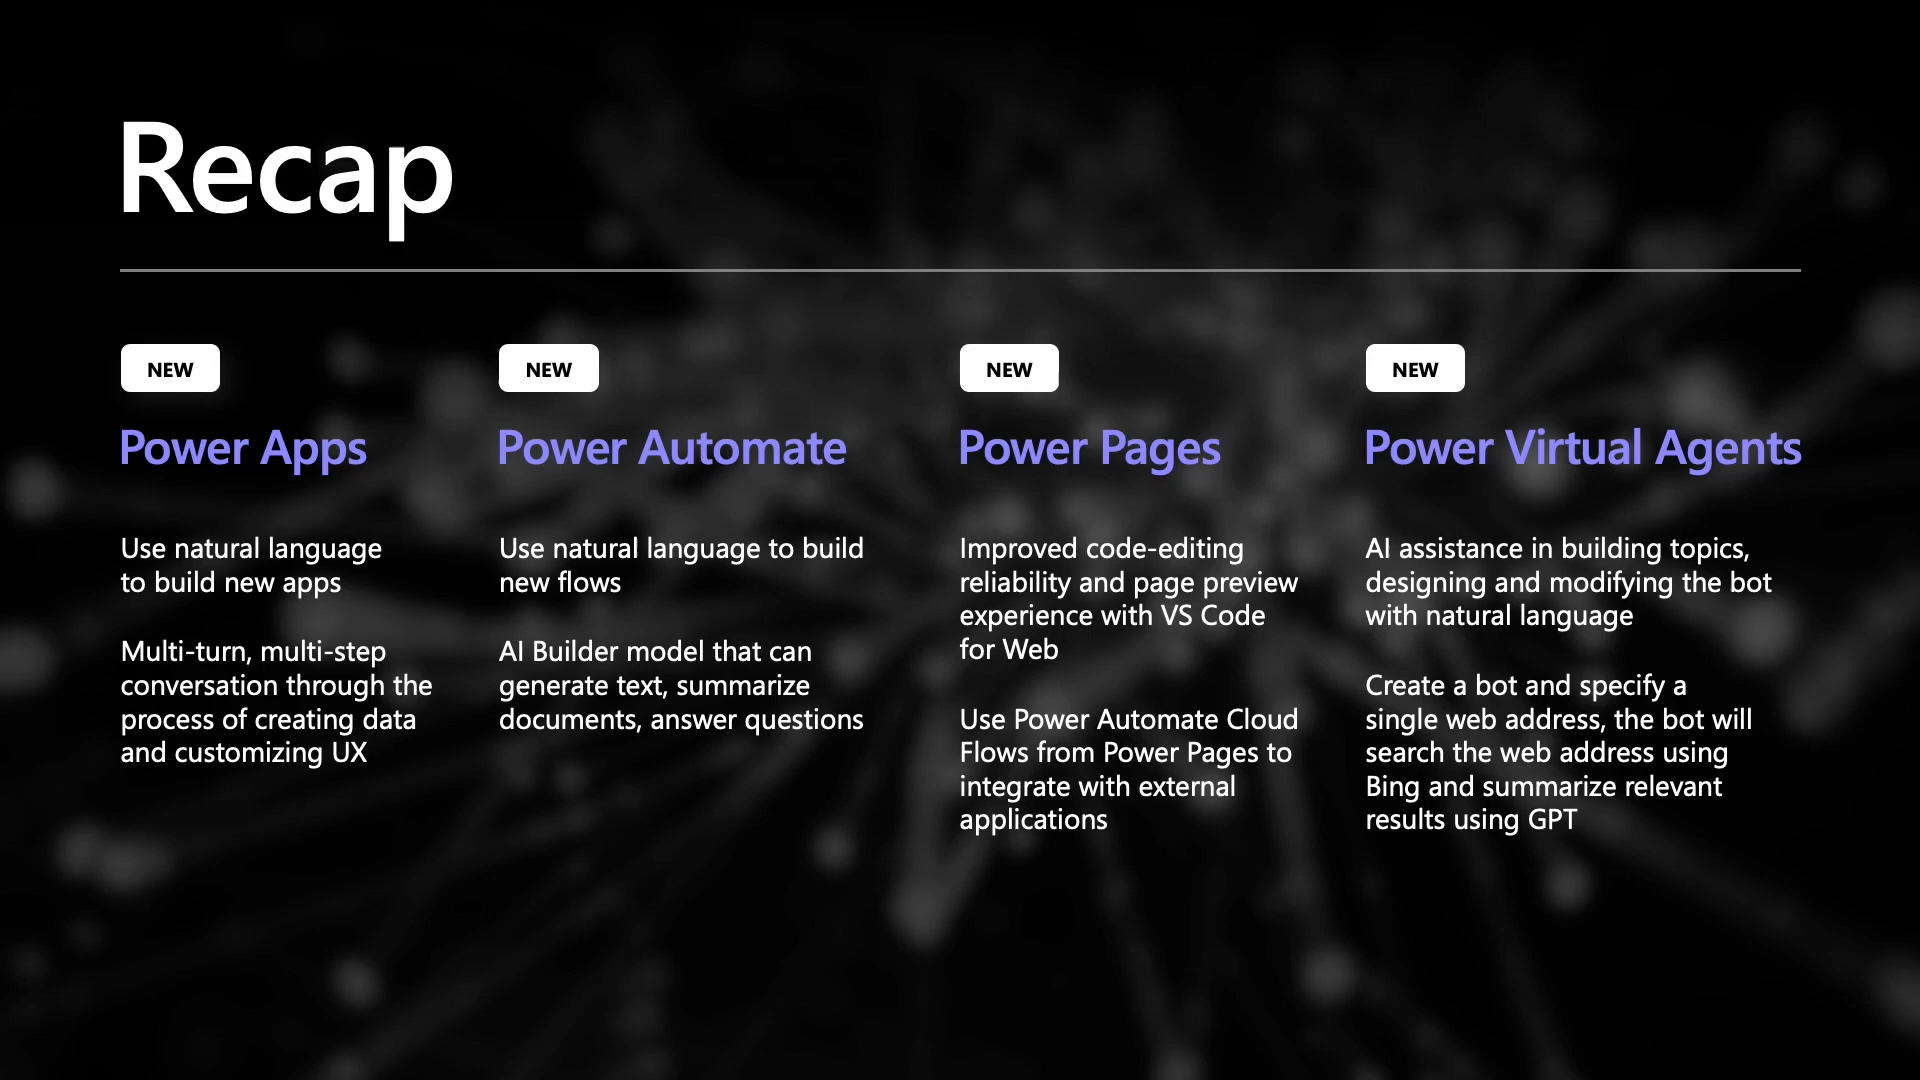 Recap
NEW
Power Apps
Use natural language
to build new apps
Multi-turn, multi-step
conversation through the
process of creating data
and customizing UX
NEW
Power Automate
Use natural language to build
new flows
AI Builder model that can
generate text, summarize
documents, answer questions
NEW
Power Pages
Improved code-editing
reliability and page preview
experience with VS Code
for Web
Use Power Automate Cloud
Flows from Power Pages to
integrate with external
applications
NEW
Power Virtual Agents
AI assistance in building topics,
designing and modifying the bot
with natural language
Create a bot and specify a
single web address, the bot will
search the web address using
Bing and summarize relevant
results using GPT